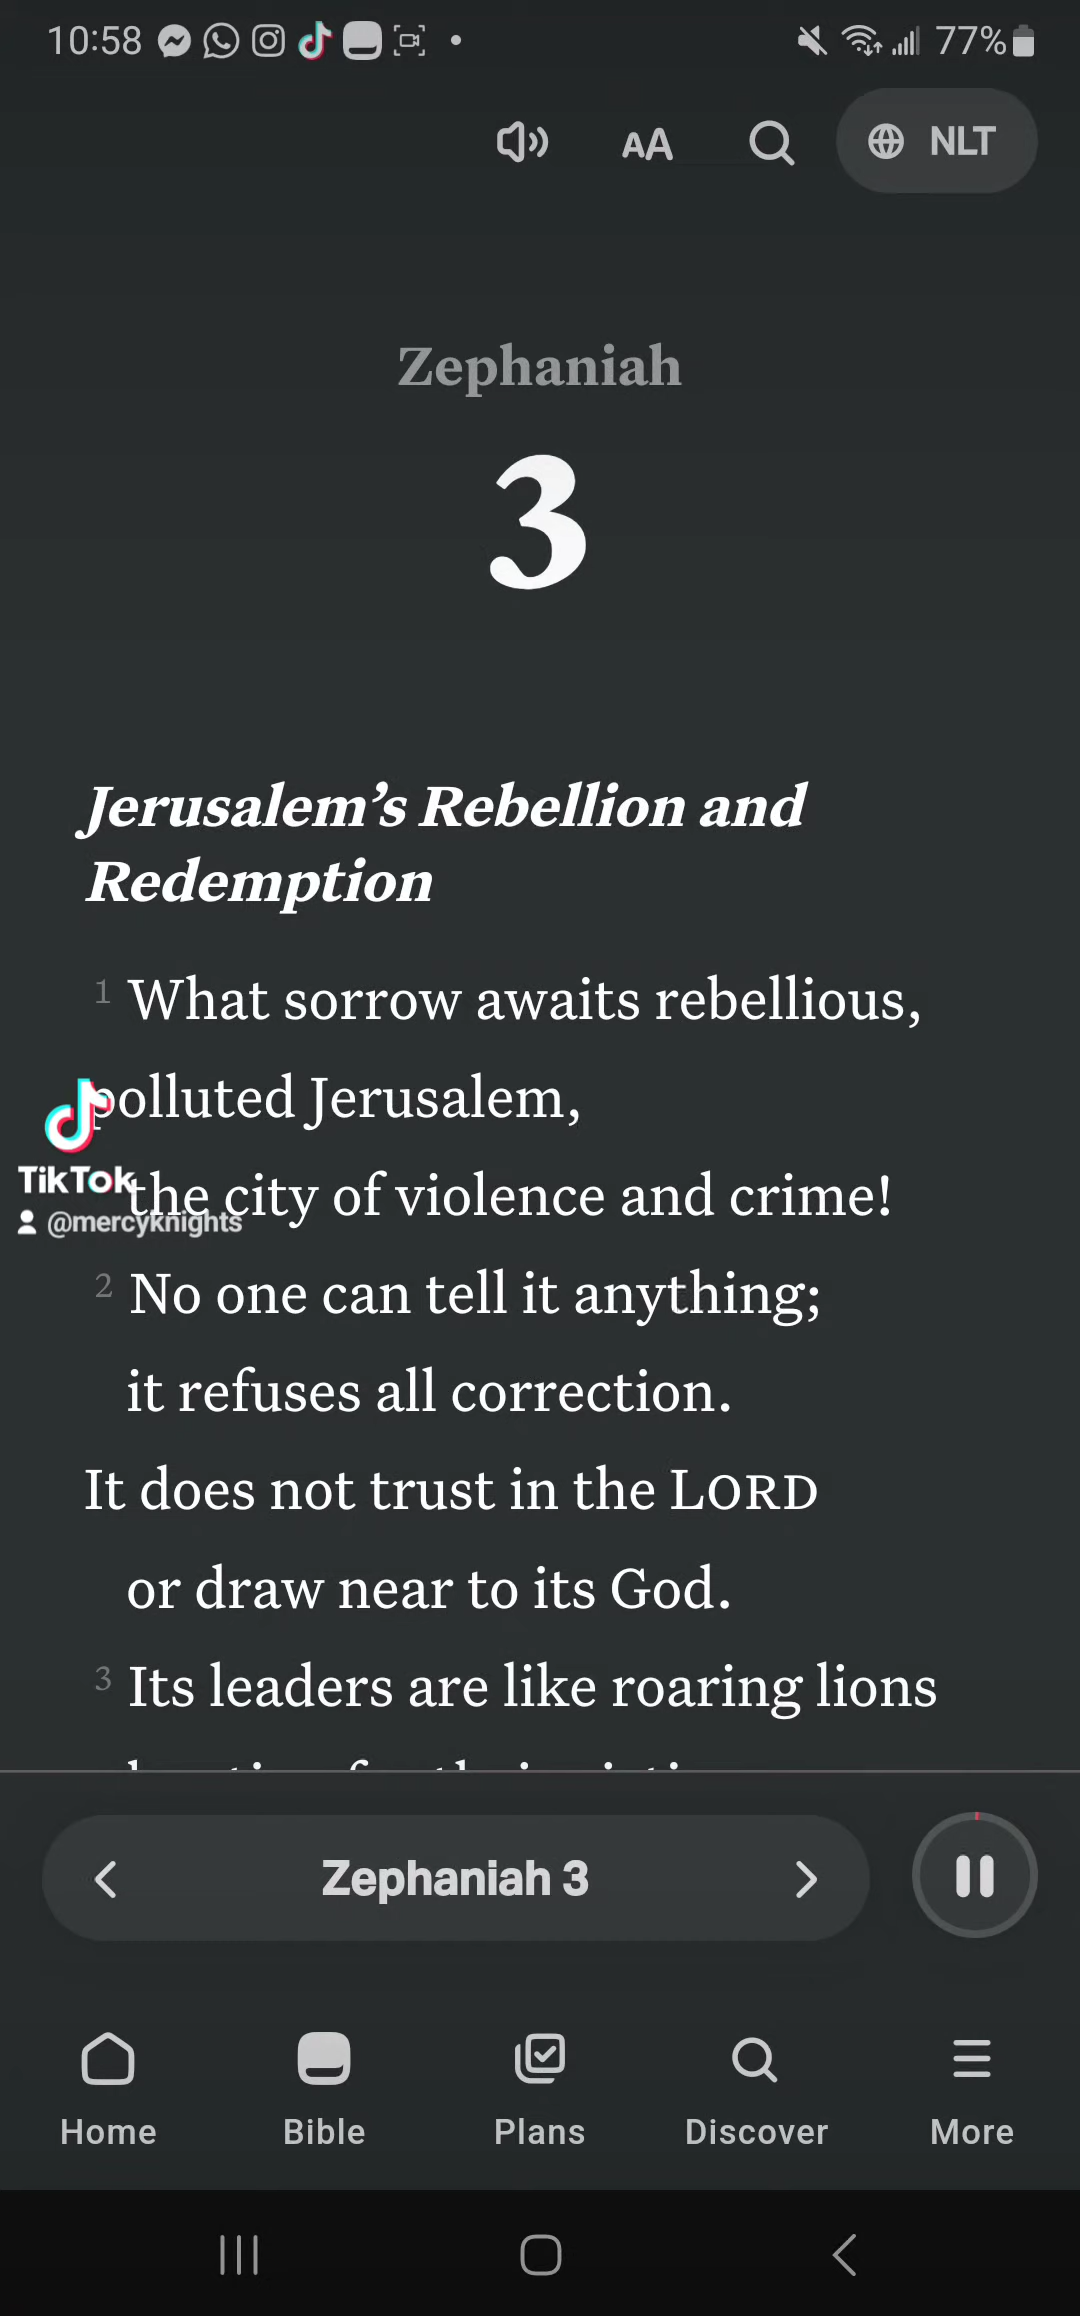 10:58
77%
AA
NLT
Zephaniah
3
Jerusalem’s Rebellion and
Redemption
1 What sorrow awaits rebellious,
polluted Jerusalem,
the city of violence and crime!
TikTok
@mercyknights
2 No one can tell it anything;
it refuses all correction.
It does not trust in the LORD
or draw near to its God.
3 Its leaders are like roaring lions
Zephaniah 3
Home
Bible
Plans
Discover
More